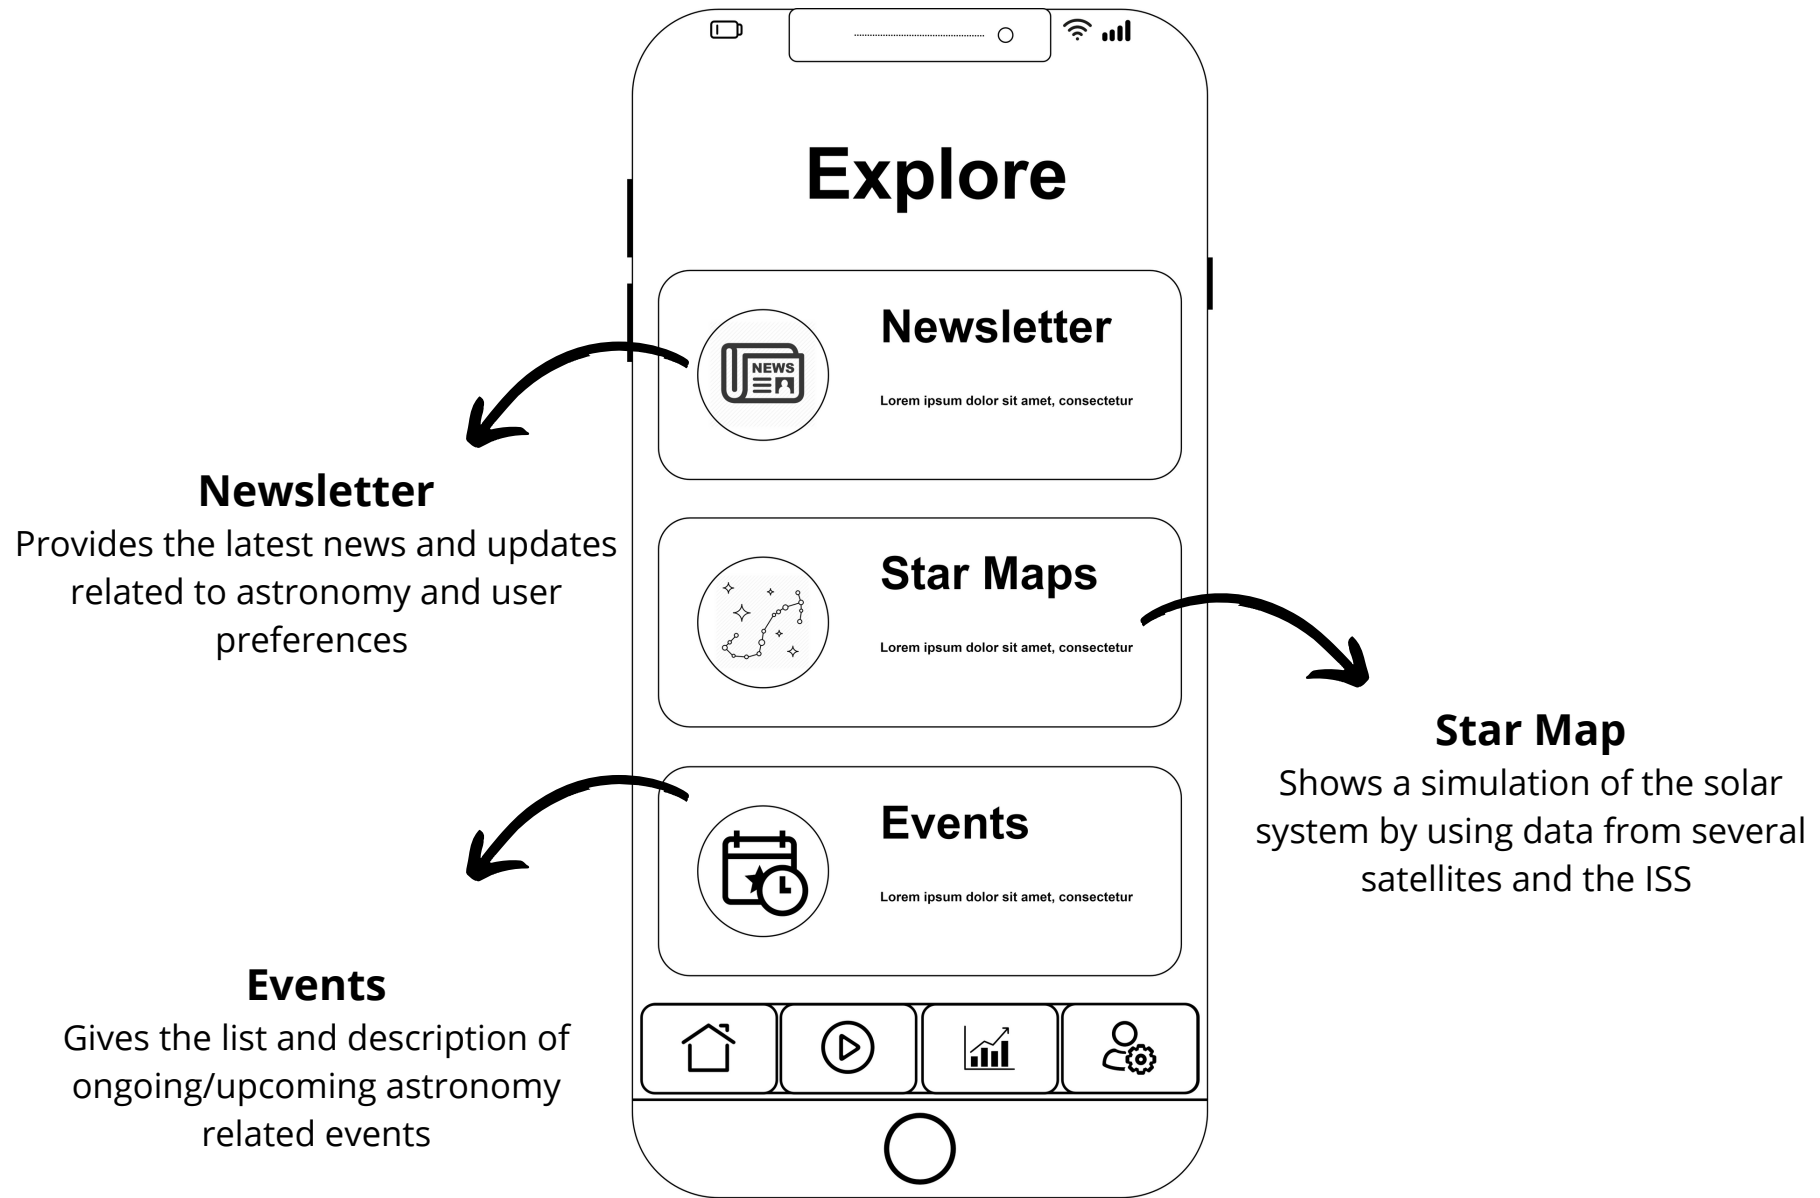 Explore
Newsletter
NEWS
Lorem ipsum dolor sit amet, consectetur
Newsletter
Provides the latest news and updates
related to astronomy and user
preferences
Star Maps
Lorem ipsum dolor sit amet, consectetur
Star Map
Shows a simulation of the solar
system by using data from several
satellites and the ISS
Events
Lorem ipsum dolor sit amet, consectetur
Events
Gives the list and description of
ongoing/upcoming astronomy
related events